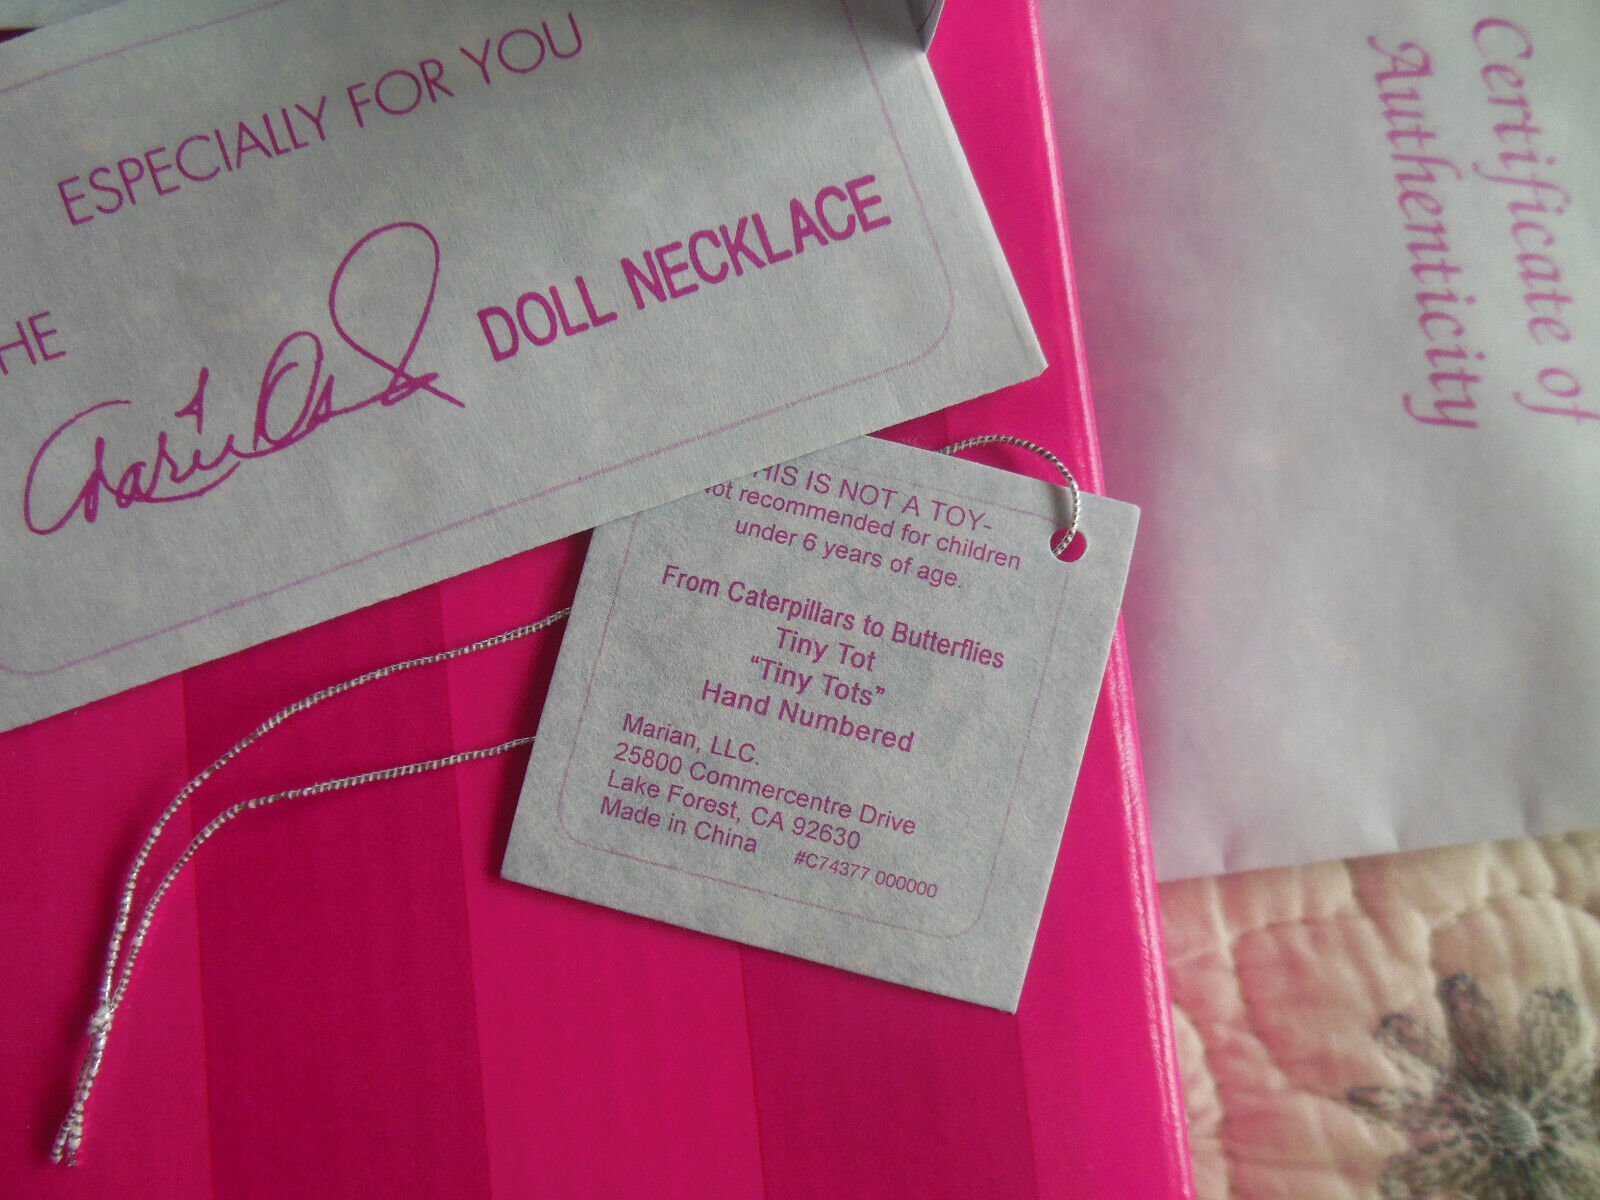 ESPECIALLY FOR YOU
HE Marie Osmond DOLL NECKLACE
HIS IS NOT A TOY-
ot recommended for children
under 6 years of age.
From Caterpillars to Butterflies
Tiny Tot
“Tiny Tots”
Hand Numbered
Marian, LLC.
25800 Commercentre Drive
Lake Forest, CA 92630
Made in China #C74377 000000
Certificate of
Authenticity